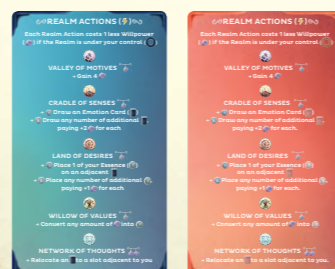 REALM ACTIONS (⚡)
Each Realm Action costs 1 less Willpower
( ) if the Realm is under your control ( )
VALLEY OF MOTIVES
+ Gain 4
CRADLE OF SENSES
+ Draw an Emotion Card ( )
+ Draw any number of additional
paying +2 for each.
LAND OF DESIRES
+ Place 1 of your Essence ( )
on an adjacent
+ Place any number of additional ,
paying +1 for each.
WILLOW OF VALUES
+ Convert any amount of into
NETWORK OF THOUGHTS
+ Relocate an to a slot adjacent to you
REALM ACTIONS (⚡)
Each Realm Action costs 1 less Willpower
( ) if the Realm is under your control ( )
VALLEY OF MOTIVES
+ Gain 4
CRADLE OF SENSES
+ Draw an Emotion Card ( )
+ Draw any number of additional
paying +2 for each.
LAND OF DESIRES
+ Place 1 of your Essence ( )
on an adjacent
+ Place any number of additional ,
paying +1 for each.
WILLOW OF VALUES
+ Convert any amount of into
NETWORK OF THOUGHTS
+ Relocate an to a slot adjacent to you.